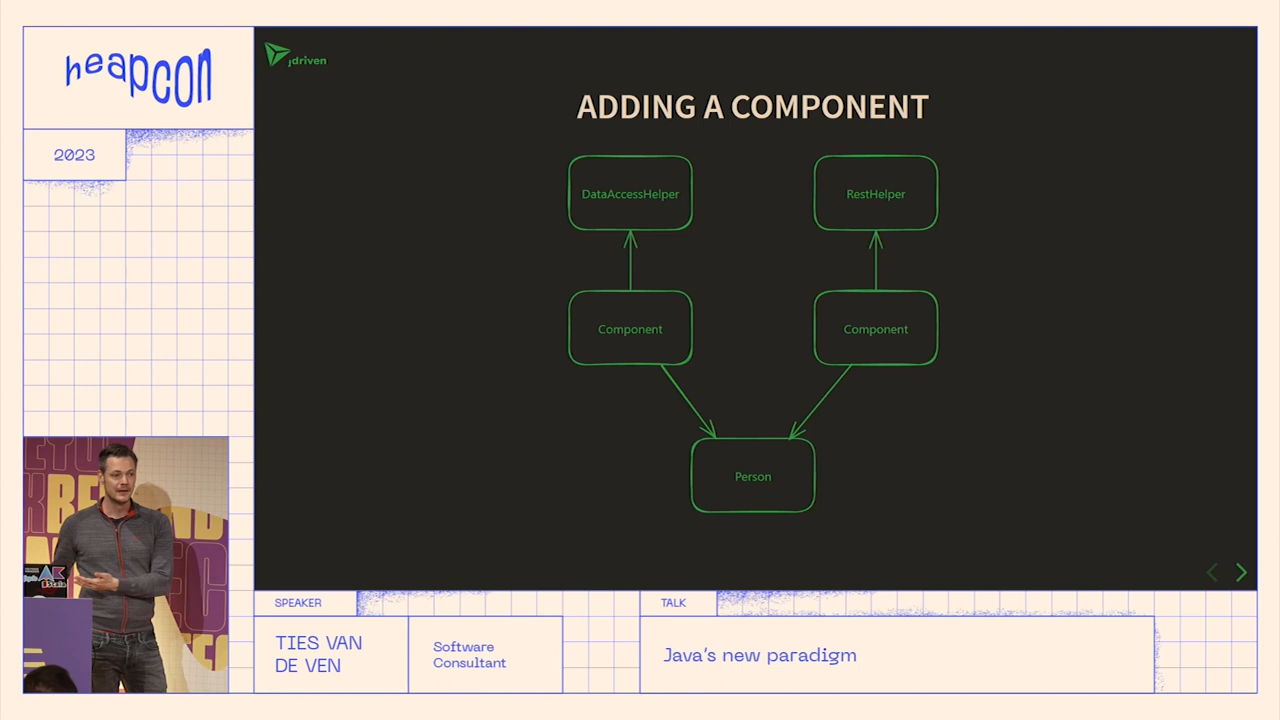 heapcon
2023
jdriven
ADDING A COMPONENT
DataAccessHelper
RestHelper
Component
Component
Person
SPEAKER
TIES VAN
DE VEN
Software
Consultant
TALK
Java's new paradigm